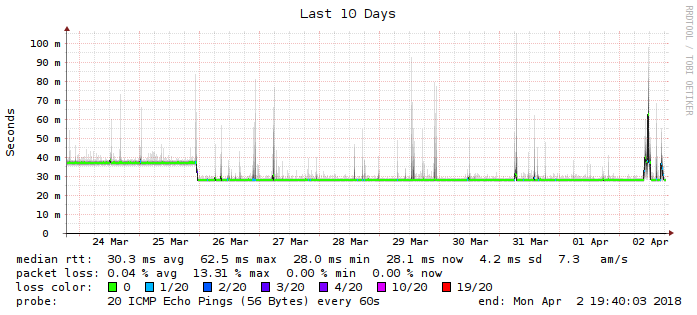 Last 10 Days
RRDTOOL / TOBI OETIKER
Seconds
100 m
90 m
80 m
70 m
60 m
50 m
40 m
30 m
20 m
10 m
0
24 Mar 25 Mar 26 Mar 27 Mar 28 Mar 29 Mar 30 Mar 31 Mar 01 Apr 02 Apr
median rtt: 30.3 ms avg 62.5 ms max 28.0 ms min 28.1 ms now 4.2 ms sd 7.3 am/s
packet loss: 0.04 % avg 13.31 % max 0.00 % min 0.00 % now
loss color: 0 1/20 2/20 3/20 4/20 10/20 19/20
probe: 20 ICMP Echo Pings (56 Bytes) every 60s end: Mon Apr 2 19:40:03 2018